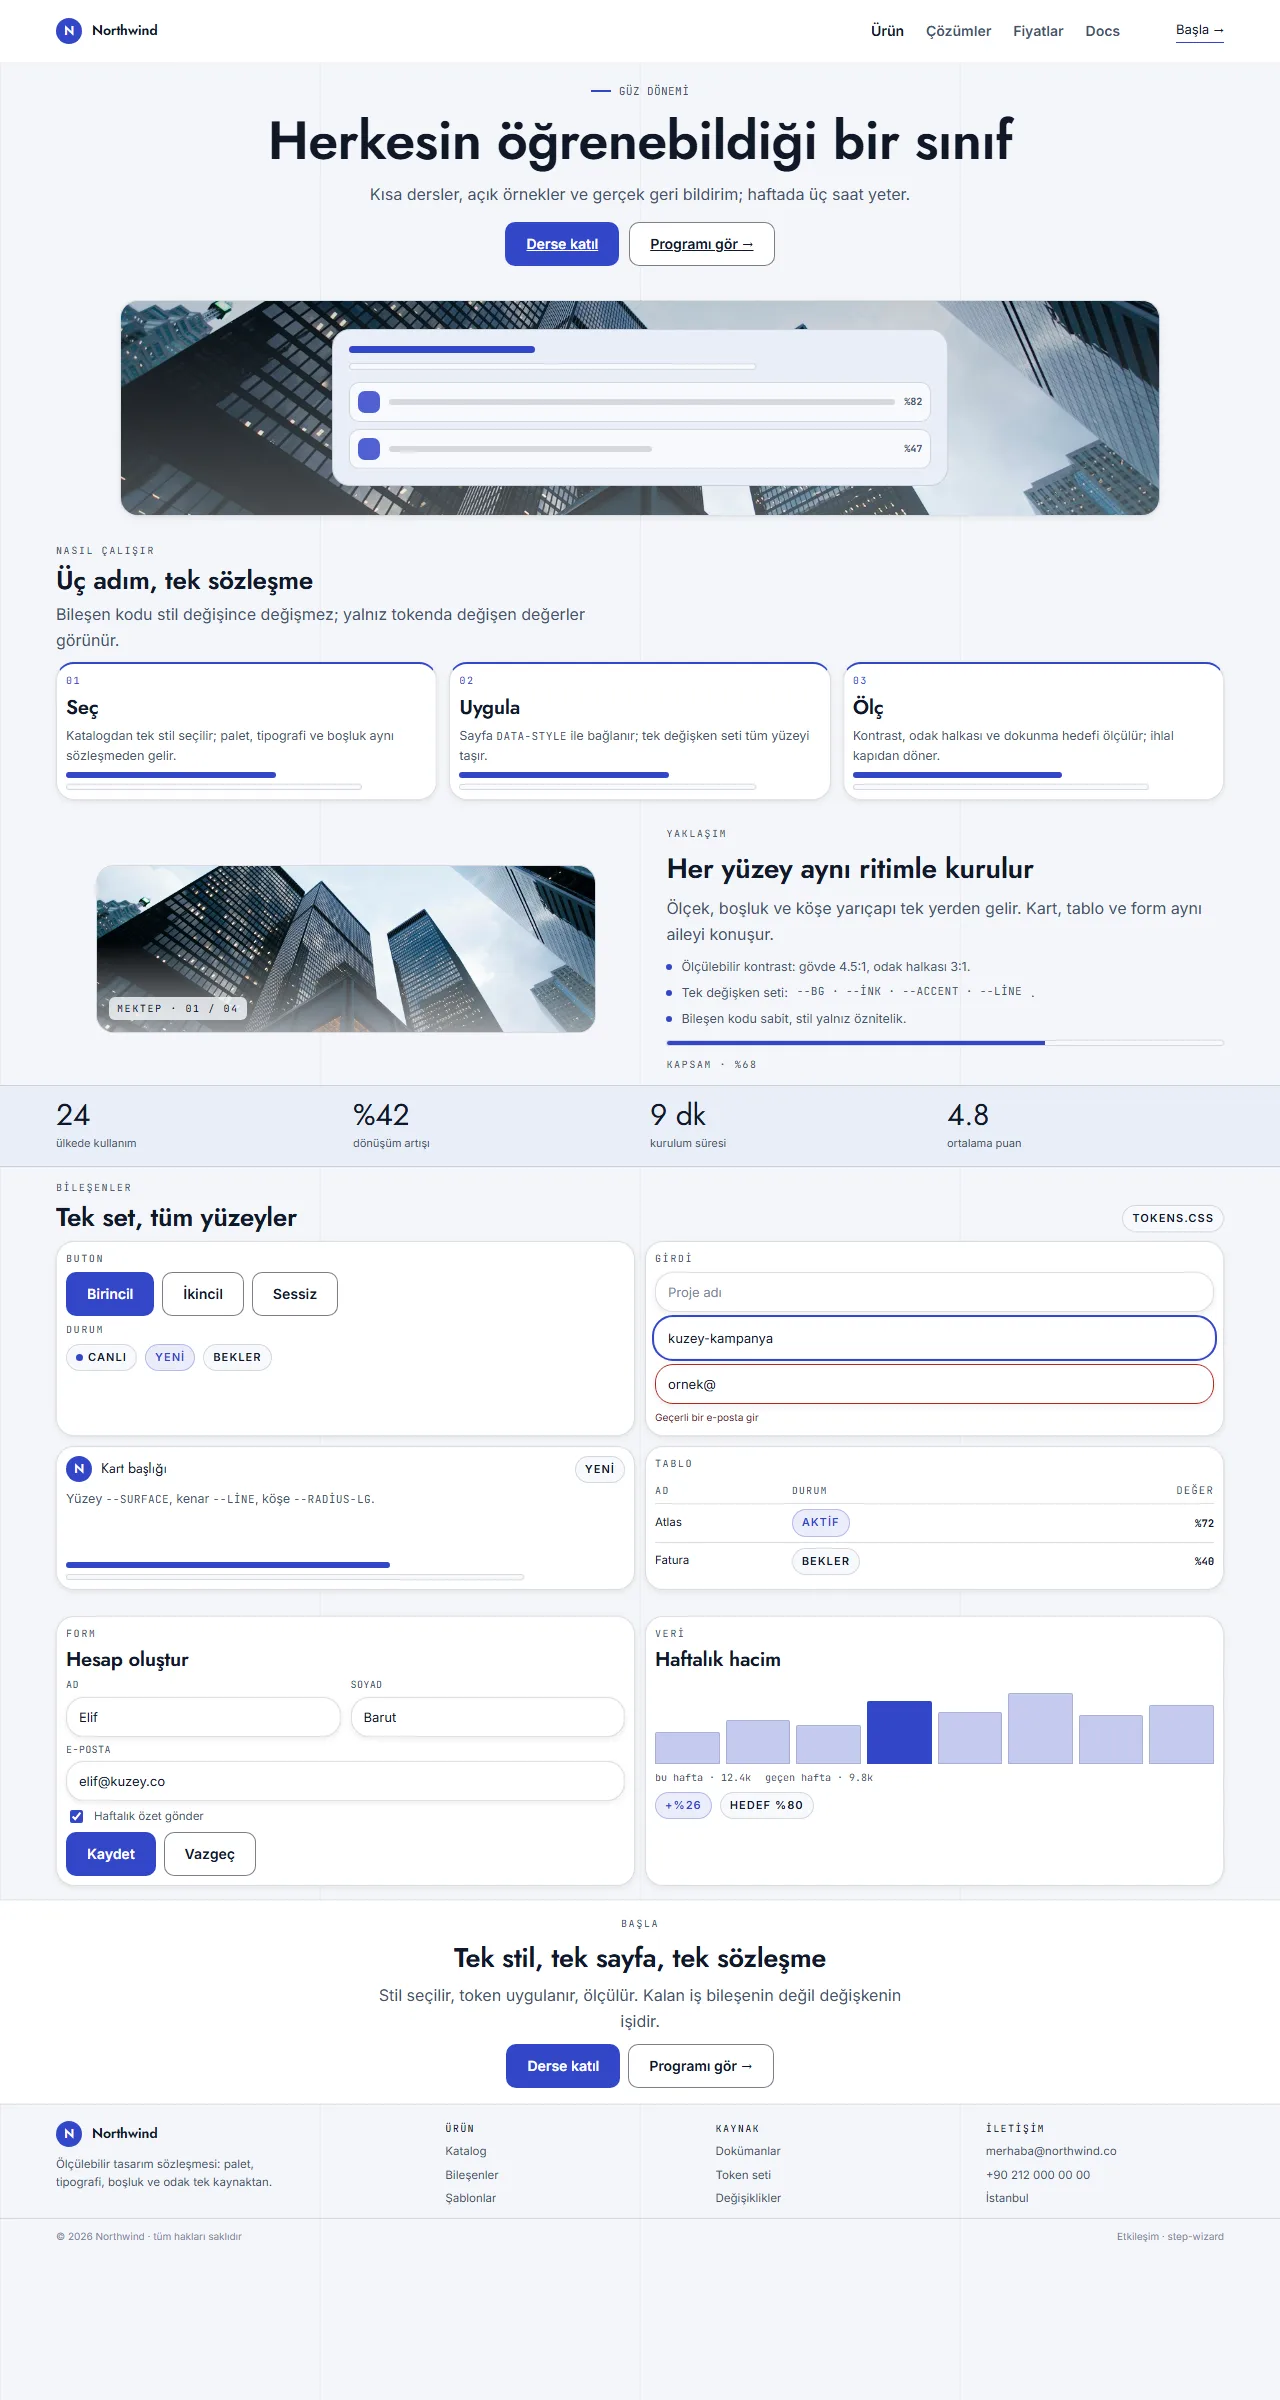 N Northwind
Ürün Çözümler Fiyatlar Docs Başla →
GÜZ DÖNEMİ
Herkesin öğrenebildiği bir sınıf
Kısa dersler, açık örnekler ve gerçek geri bildirim; haftada üç saat yeter.
Derse katıl Programı gör →
%82
%47
NASIL ÇALIŞIR
Üç adım, tek sözleşme
Bileşen kodu stil değişince değişmez; yalnız tokenda değişen değerler
görünür.
01
Seç
Katalogdan tek stil seçilir; palet, tipografi ve boşluk aynı
sözleşmeden gelir.
02
Uygula
Sayfa DATA-STYLE ile bağlanır; tek değişken seti tüm yüzeyi
taşır.
03
Ölç
Kontrast, odak halkası ve dokunma hedefi ölçülür; ihlal
kapıdan döner.
MEKTEP · 01 / 04
YAKLAŞIM
Her yüzey aynı ritimle kurulur
Ölçek, boşluk ve köşe yarıçapı tek yerden gelir. Kart, tablo ve form aynı
aileyi konuşur.
Ölçülebilir kontrast: gövde 4.5:1, odak halkası 3:1.
Tek değişken seti: --BG · --İNK · --ACCENT · --LİNE .
Bileşen kodu sabit, stil yalnız öznitelik.
KAPSAM · %68
24
ülkede kullanım
%42
dönüşüm artışı
9 dk
kurulum süresi
4.8
ortalama puan
BİLEŞENLER
Tek set, tüm yüzeyler
TOKENS.CSS
BUTON
Birincil İkincil Sessiz
DURUM
CANLI YENİ BEKLER
GİRDİ
Proje adı
kuzey-kampanya
ornek@
Geçerli bir e-posta gir
N Kart başlığı YENİ
Yüzey --SURFACE, kenar --LİNE, köşe --RADİUS-LG.
TABLO
AD DURUM DEĞER
Atlas AKTİF %72
Fatura BEKLER %40
FORM
Hesap oluştur
AD SOYAD
Elif Barut
E-POSTA
elif@kuzey.co
Haftalık özet gönder
Kaydet Vazgeç
VERİ
Haftalık hacim
bu hafta · 12.4k geçen hafta · 9.8k
+%26 HEDEF %80
BAŞLA
Tek stil, tek sayfa, tek sözleşme
Stil seçilir, token uygulanır, ölçülür. Kalan iş bileşenin değil değişkenin
işidir.
Derse katıl Programı gör →
N Northwind
Ölçülebilir tasarım sözleşmesi: palet,
tipografi, boşluk ve odak tek kaynaktan.
ÜRÜN
Katalog
Bileşenler
Şablonlar
KAYNAK
Dokümanlar
Token seti
Değişiklikler
İLETİŞİM
merhaba@northwind.co
+90 212 000 00 00
İstanbul
© 2026 Northwind · tüm hakları saklıdır
Etkileşim · step-wizard